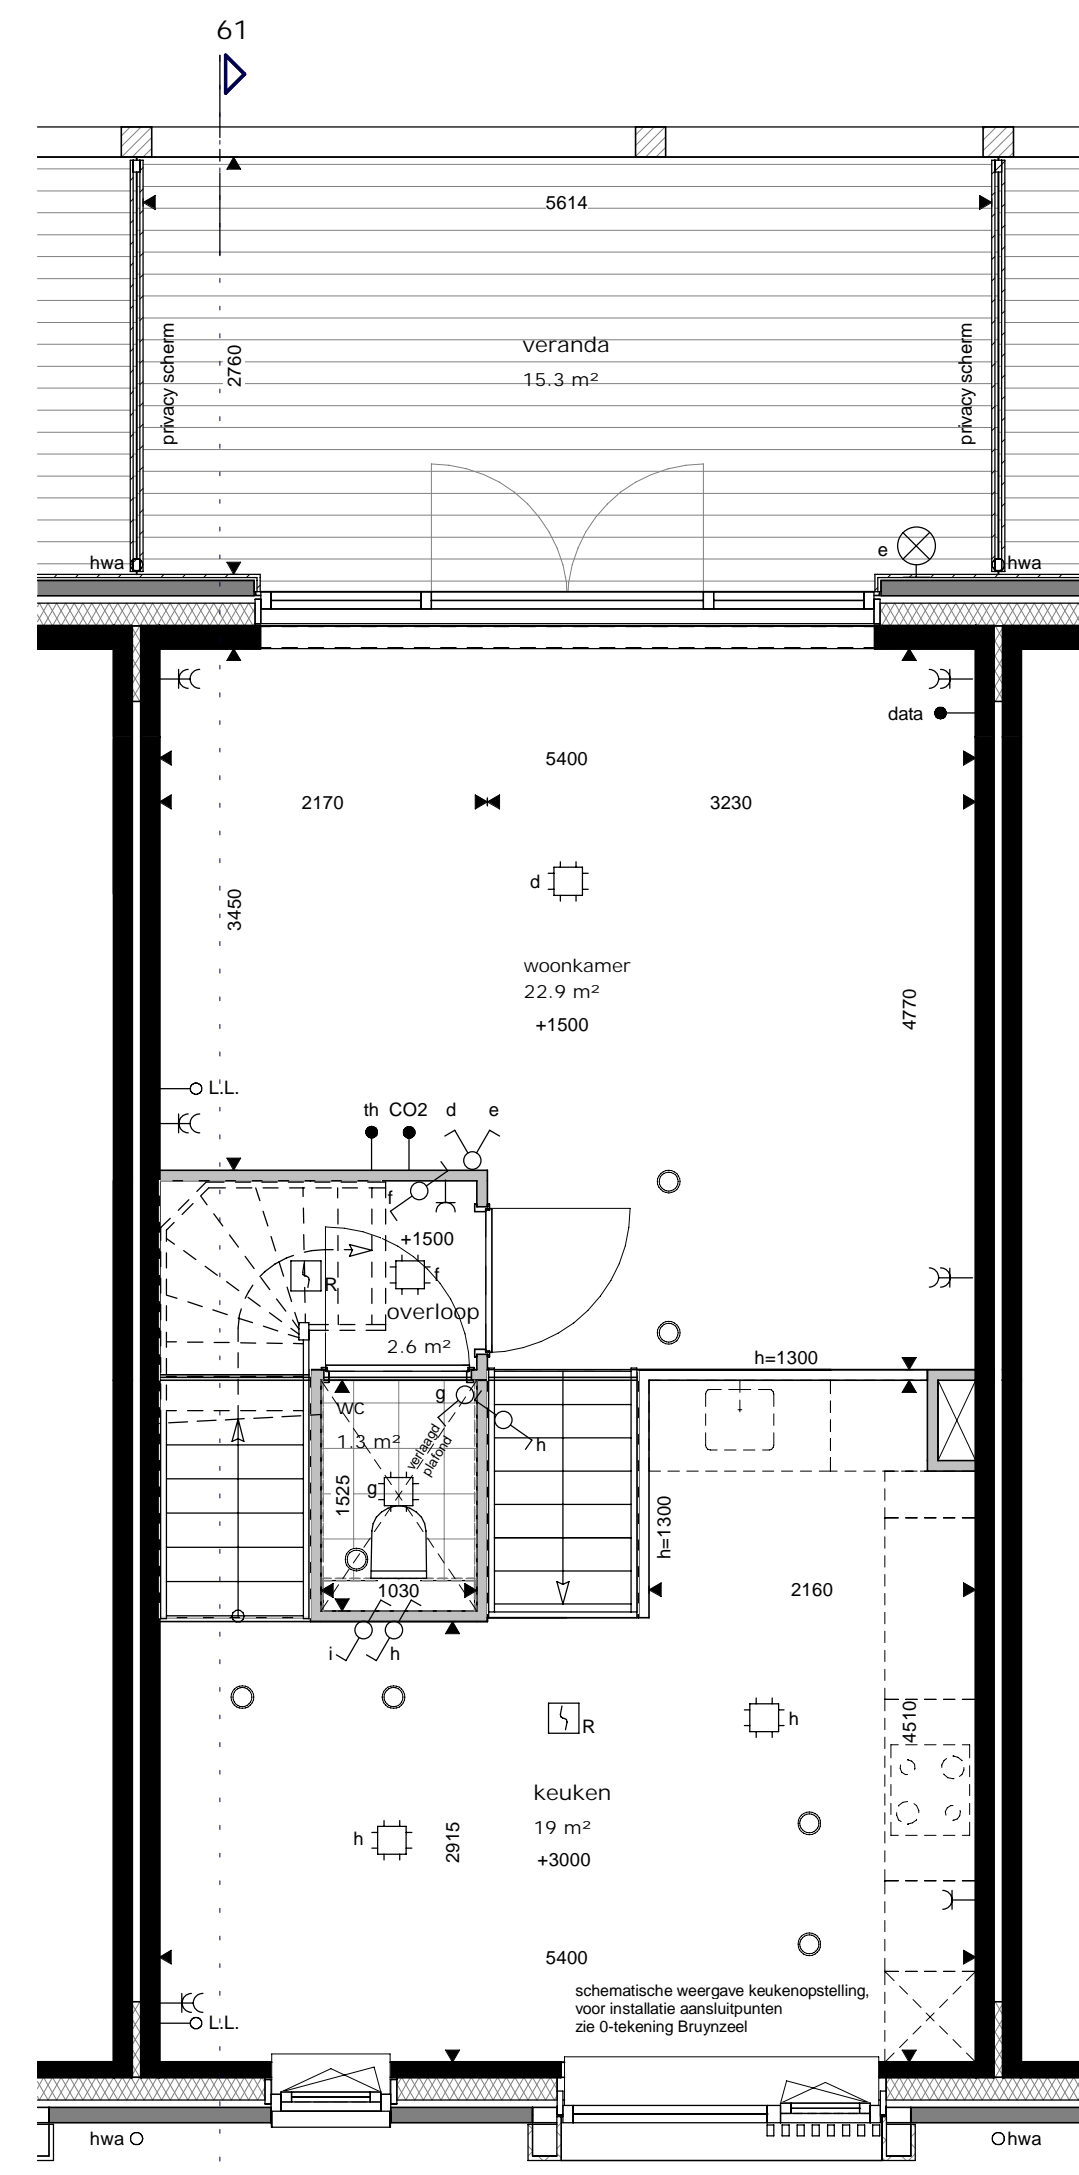 61
5614
privacy scherm
2760
veranda
15.3 m²
privacy scherm
e
hwa
hwa
data
5400
2170
3230
d
3450
woonkamer
22.9 m²
+1500
4770
L.L.
th
CO2
d
e
f
+1500
f
R
overloop
2.6 m²
h=1300
g
WC
1.3 m²
verlaagd
plafond
h
g
1525
h=1300
1030
2160
i
h
R
h
4510
keuken
19 m²
+3000
h
2915
5400
schematische weergave keukenopstelling,
voor installatie aansluitpunten
zie 0-tekening Bruynzeel
L.L.
hwa
hwa